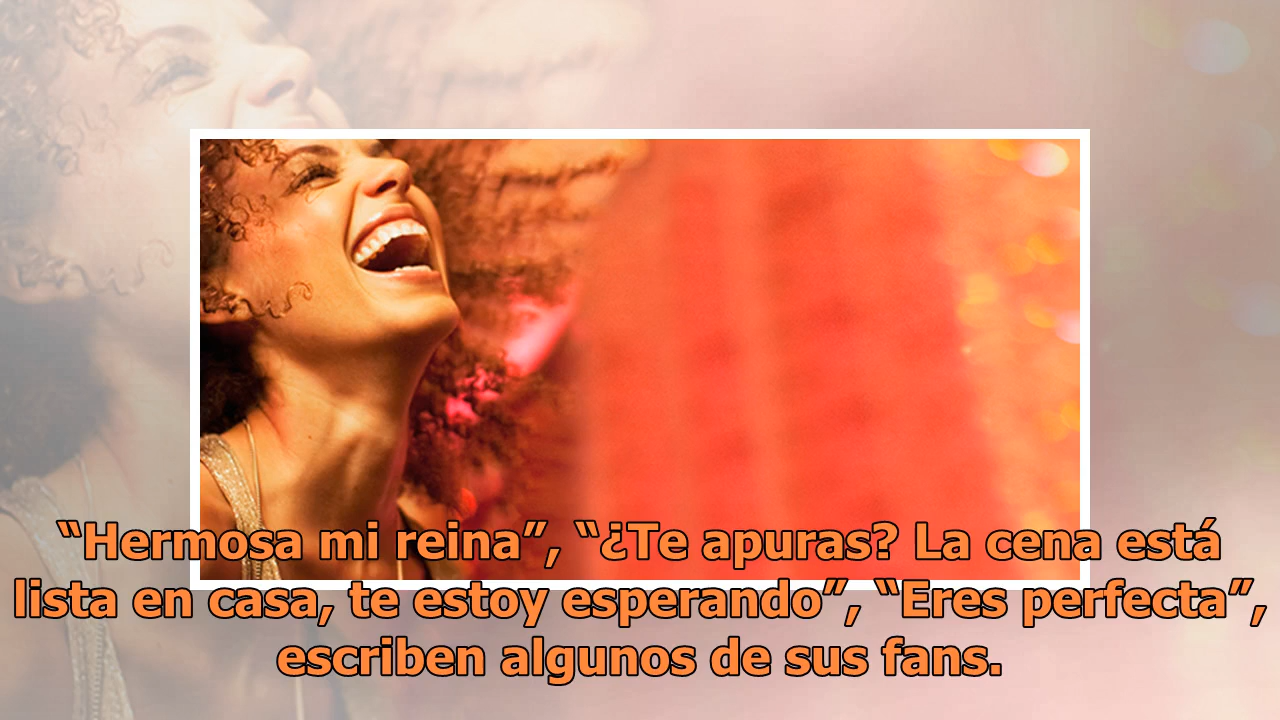 “Hermosa mi reina”, “¿Te apuras? La cena está
lista en casa, te estoy esperando”, “Eres perfecta”,
escriben algunos de sus fans.